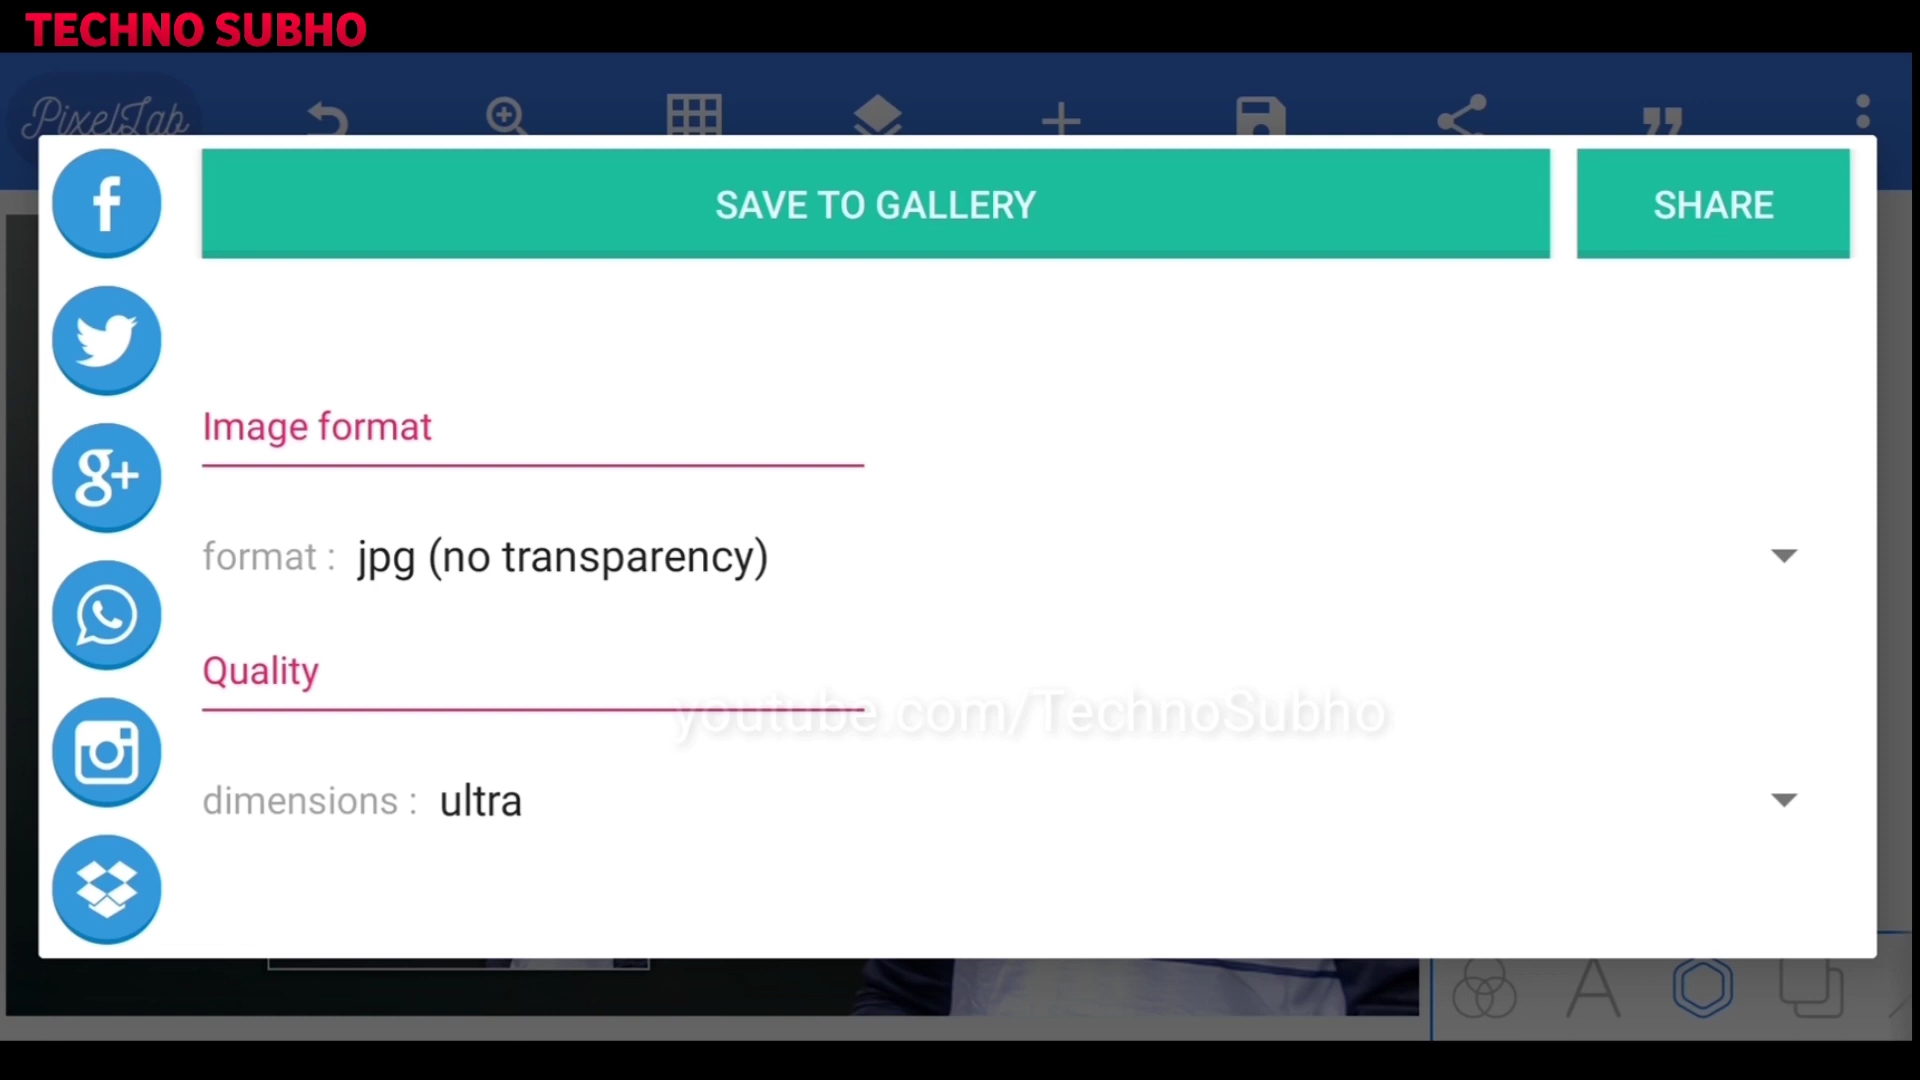 TECHNO SUBHO
PixelLab
SAVE TO GALLERY
SHARE
Image format
format : jpg (no transparency)
Quality
youtube.com/TechnoSubho
dimensions : ultra